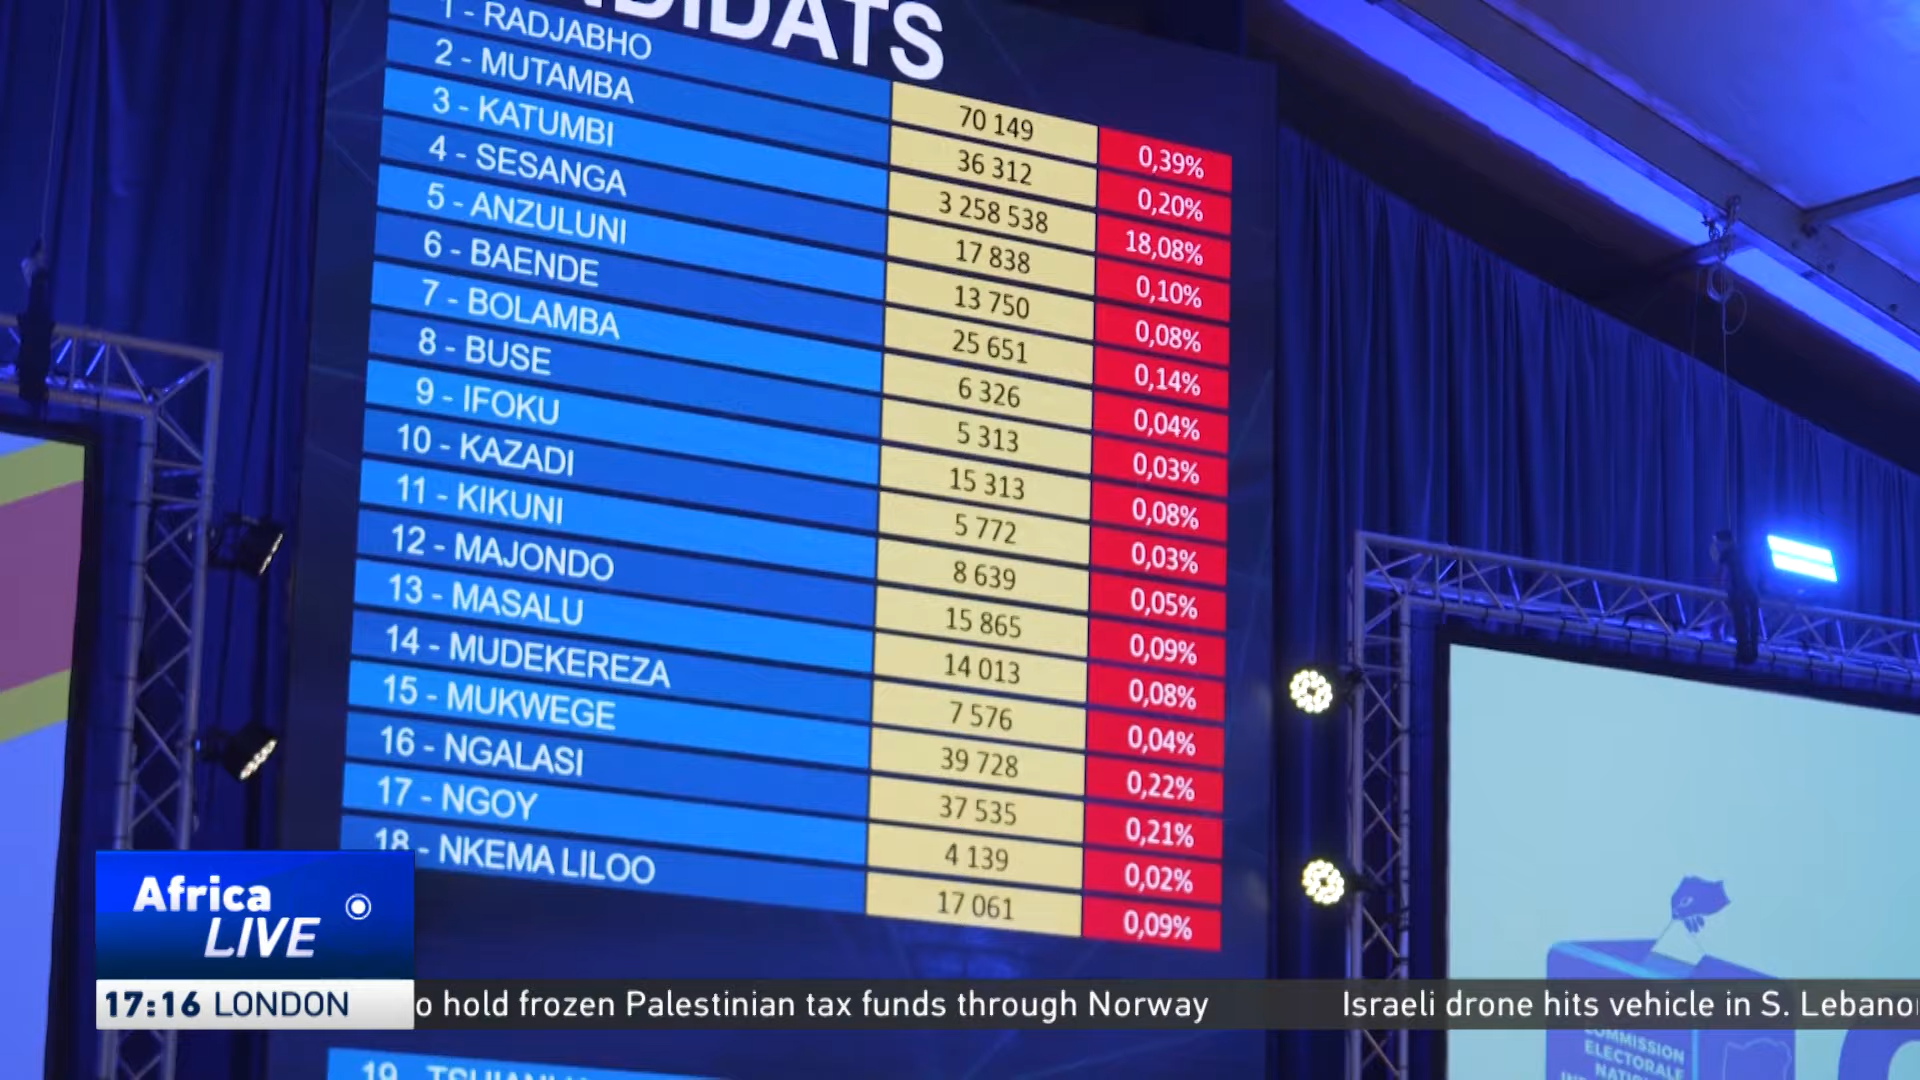 NDIDATS
1 - RADJABHO 70 149 0,39%
2 - MUTAMBA 36 312 0,20%
3 - KATUMBI 3 258 538 18,08%
4 - SESANGA 17 838 0,10%
5 - ANZULUNI 13 750 0,08%
6 - BAENDE 25 651 0,14%
7 - BOLAMBA 6 326 0,04%
8 - BUSE 5 313 0,03%
9 - IFOKU 15 313 0,08%
10 - KAZADI 5 772 0,03%
11 - KIKUNI 8 639 0,05%
12 - MAJONDO 15 865 0,09%
13 - MASALU 14 013 0,08%
14 - MUDEKEREZA 7 576 0,04%
15 - MUKWEGE 39 728 0,22%
16 - NGALASI 37 535 0,21%
17 - NGOY 4 139 0,02%
18 - NKEMA LILOO 17 061 0,09%
Africa
LIVE
17:16 LONDON
o hold frozen Palestinian tax funds through Norway Israeli drone hits vehicle in S. Lebano
COMMISSION
ELECTORALE
19 -